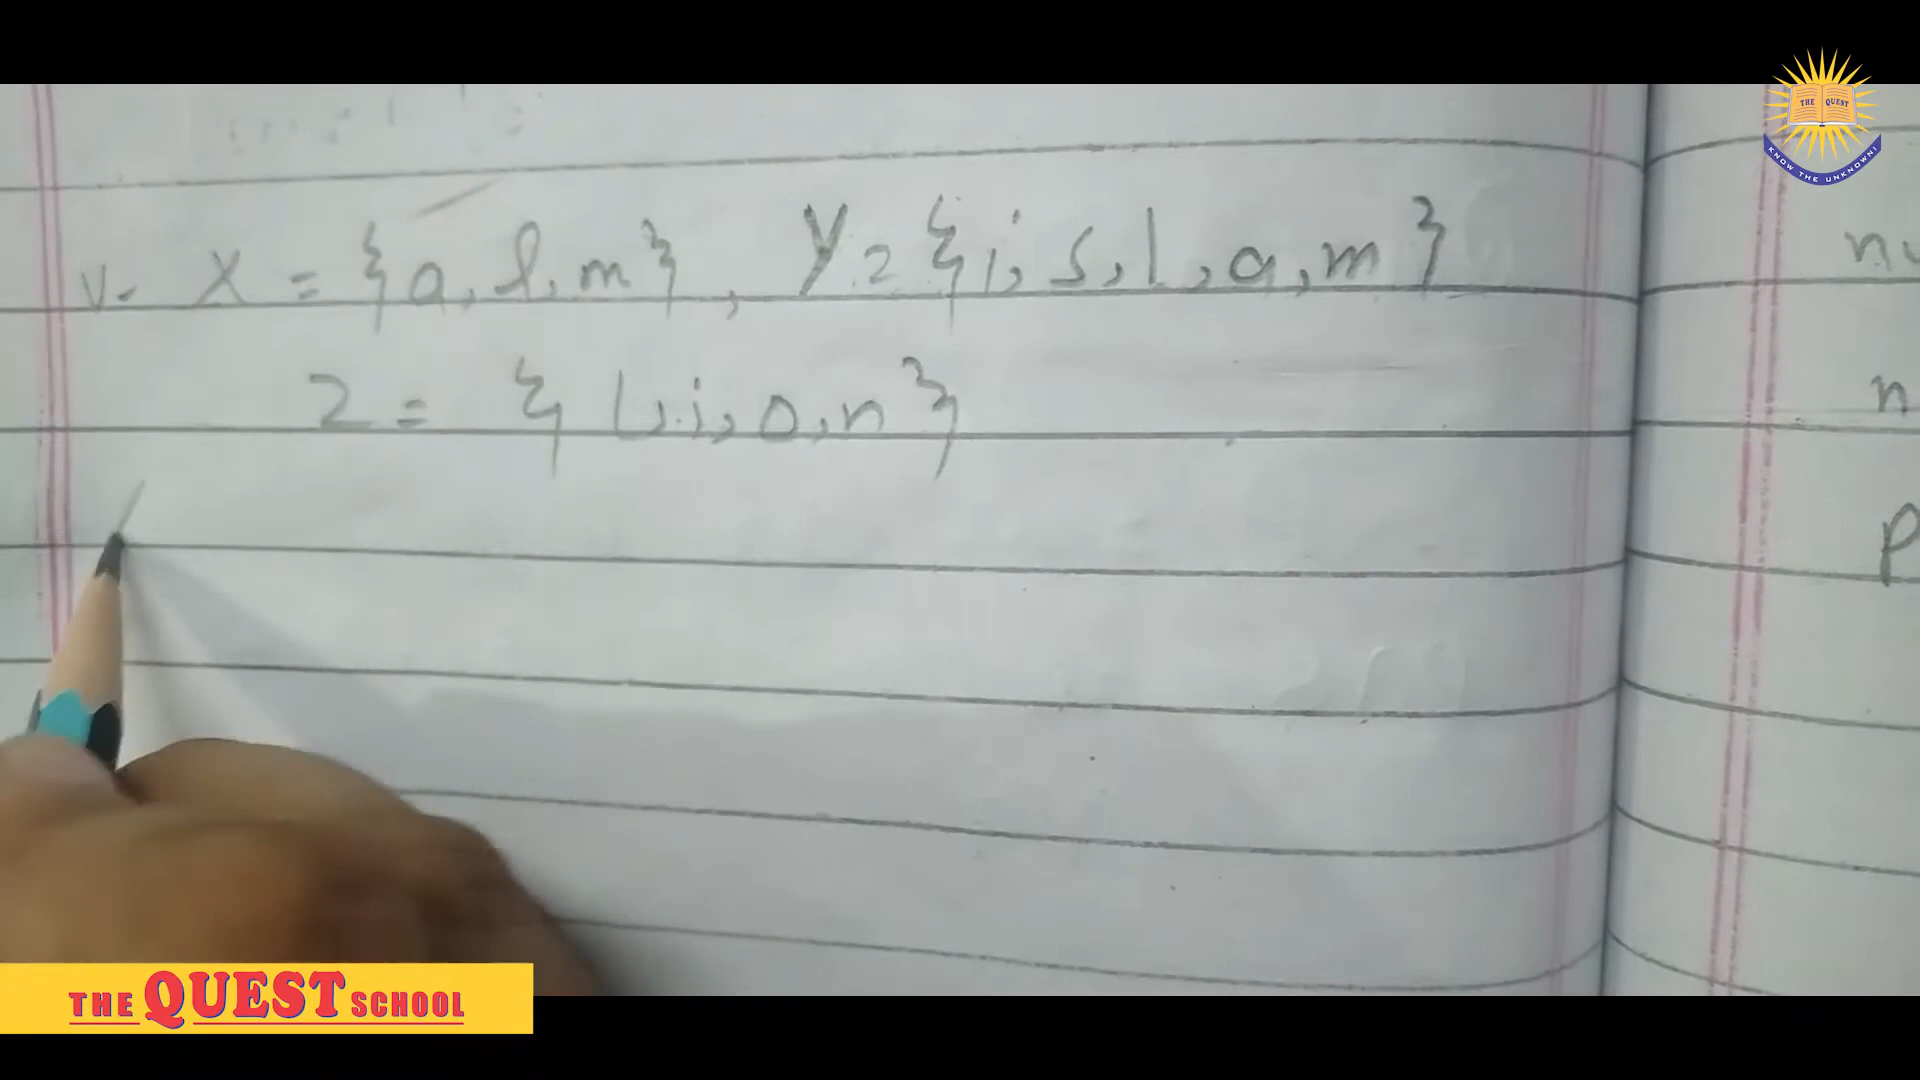 THE QUEST
KNOW THE UNKNOWN!
v. X = {a, l, m}, Y = {i, s, l, a, m}
Z = { l, i, o, n }
n
P
THE QUEST SCHOOL